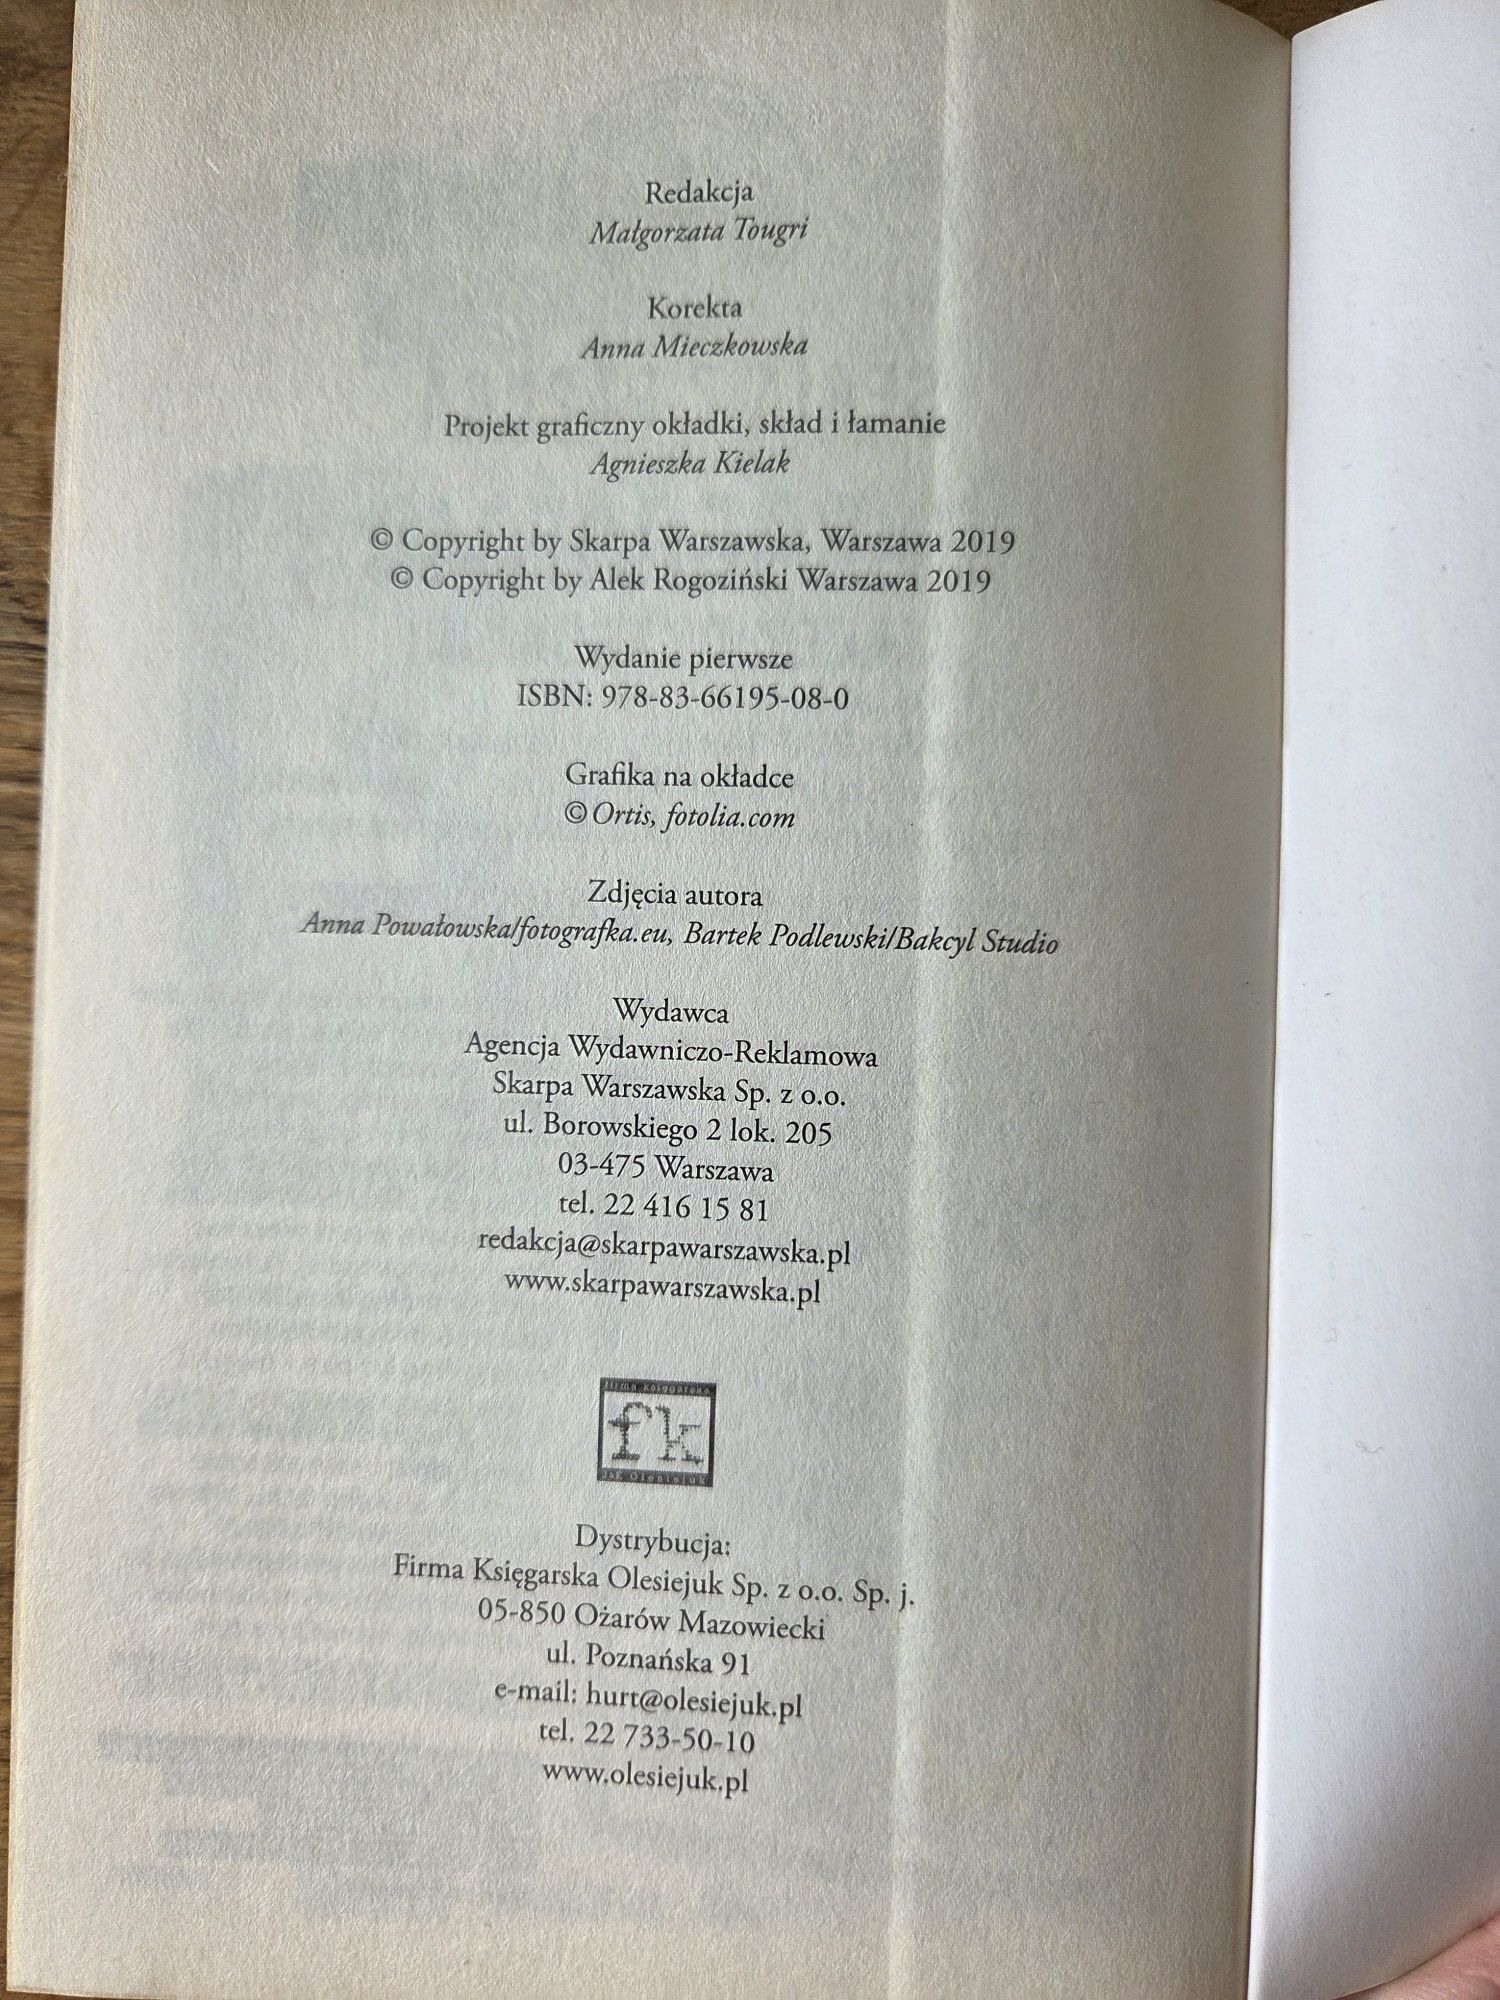 Redakcja
Małgorzata Tougri
Korekta
Anna Mieczkowska
Projekt graficzny okładki, skład i łamanie
Agnieszka Kielak
© Copyright by Skarpa Warszawska, Warszawa 2019
© Copyright by Alek Rogoziński Warszawa 2019
Wydanie pierwsze
ISBN: 978-83-66195-08-0
Grafika na okładce
© Ortis, fotolia.com
Zdjęcia autora
Anna Powałowska/fotografka.eu, Bartek Podlewski/Bakcyl Studio
Wydawca
Agencja Wydawniczo-Reklamowa
Skarpa Warszawska Sp. z o.o.
ul. Borowskiego 2 lok. 205
03-475 Warszawa
tel. 22 416 15 81
redakcja@skarpawarszawska.pl
www.skarpawarszawska.pl
firma księgarska
fk
JiK Olesiejuk
Dystrybucja:
Firma Księgarska Olesiejuk Sp. z o.o. Sp. j.
05-850 Ożarów Mazowiecki
ul. Poznańska 91
e-mail: hurt@olesiejuk.pl
tel. 22 733-50-10
www.olesiejuk.pl